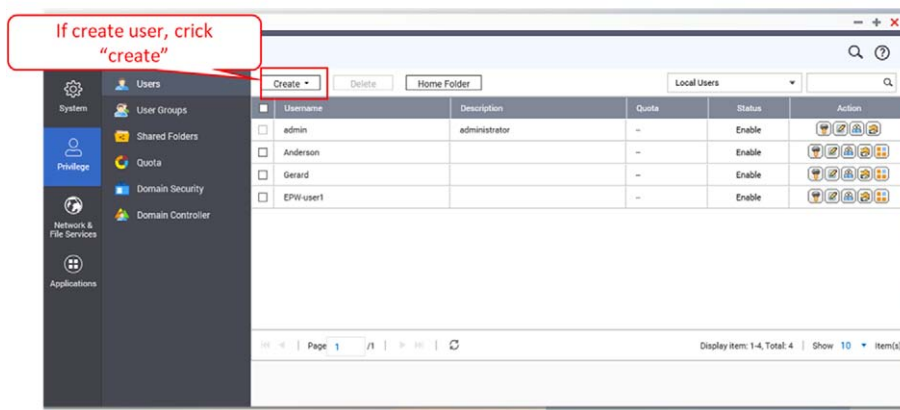 If create user, crick
“create”
System
Privilege
Network &
File Services
Applications
Users
User Groups
Shared Folders
Quota
Domain Security
Domain Controller
Create
Delete
Home Folder
Local Users
Username Description Quota Status Action
admin administrator -- Enable
Anderson -- Enable
Gerard -- Enable
EPW-user1 -- Enable
Page 1 /1
Display item: 1-4, Total: 4 | Show 10 Item(s)